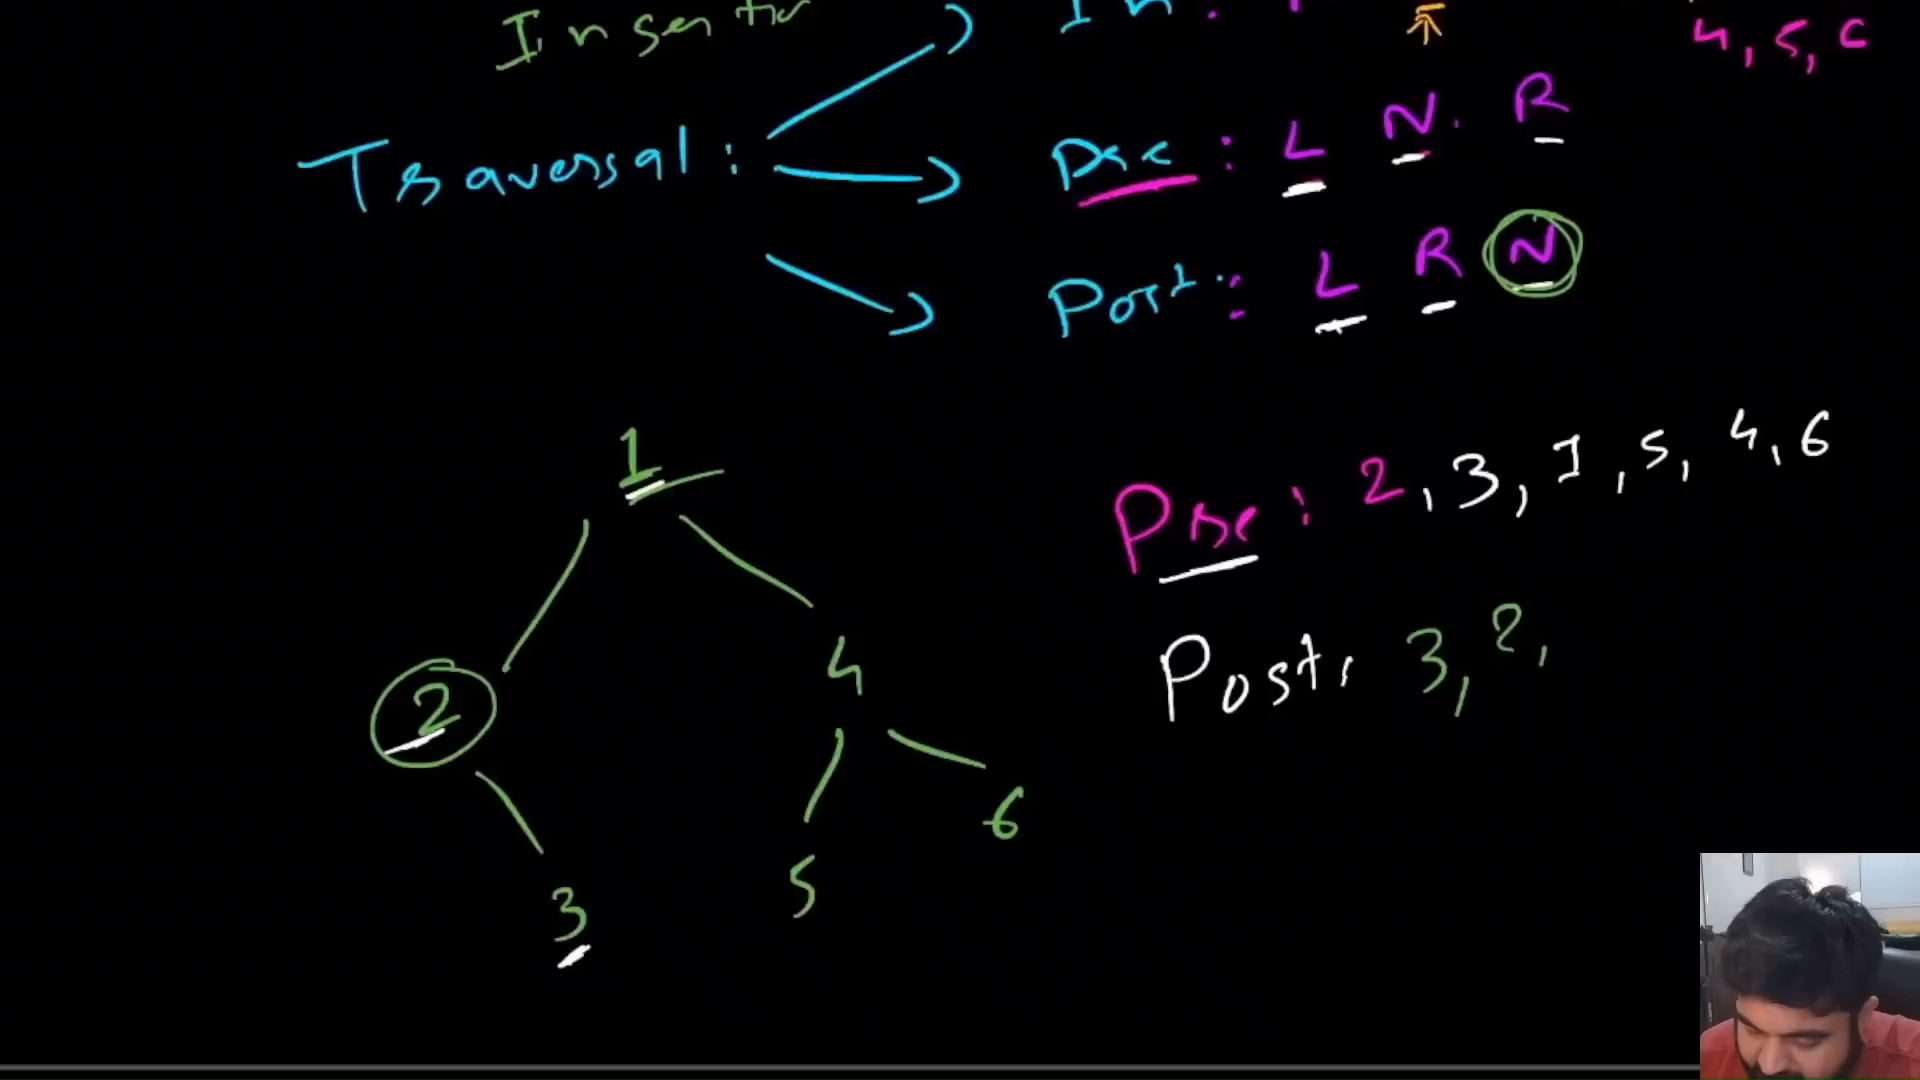 Insertio
In:
4, 5, 6
Traversal:
Pre: L N. R
Post: L R N
1
Pre: 2, 3, 1, 5, 4, 6
Post, 3, 2,
2
4
6
5
3